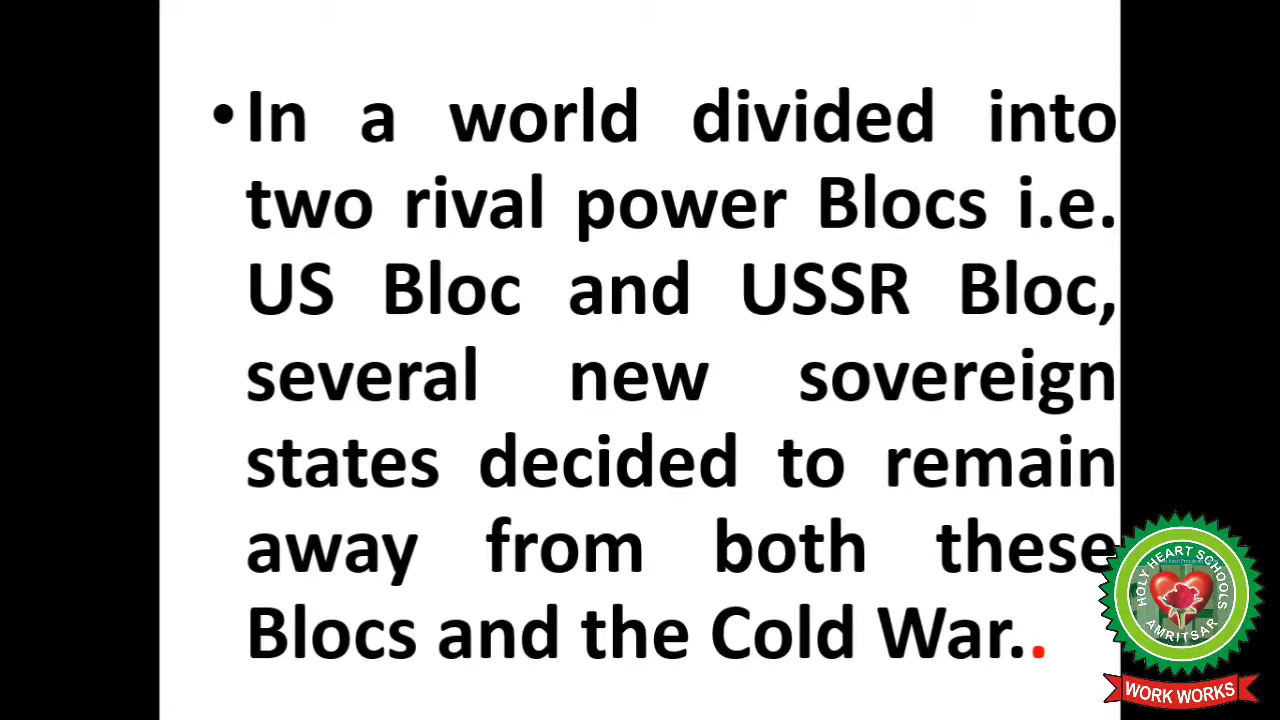 • In a world divided into
two rival power Blocs i.e.
US Bloc and USSR Bloc,
several new sovereign
states decided to remain
away from both these
Blocs and the Cold War..
HOLY HEART SCHOOLS
AMRITSAR
WORK WORKS